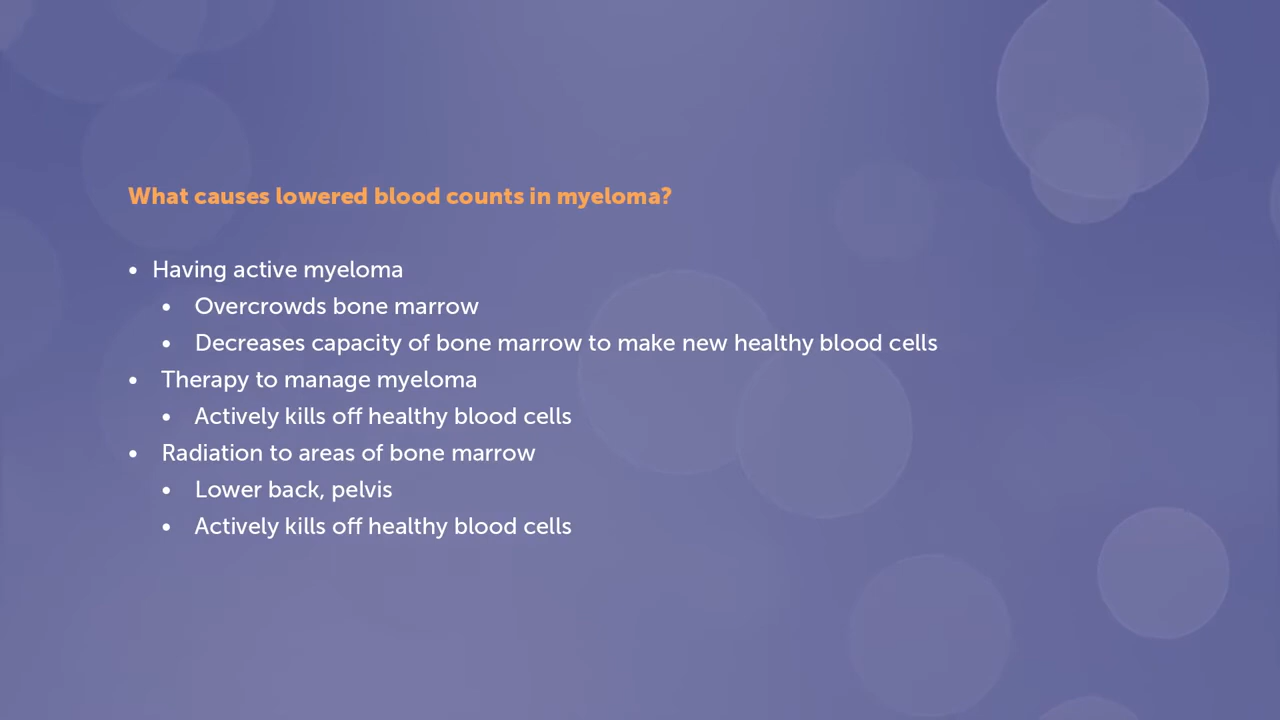 What causes lowered blood counts in myeloma?
• Having active myeloma
• Overcrowds bone marrow
• Decreases capacity of bone marrow to make new healthy blood cells
• Therapy to manage myeloma
• Actively kills off healthy blood cells
• Radiation to areas of bone marrow
• Lower back, pelvis
• Actively kills off healthy blood cells